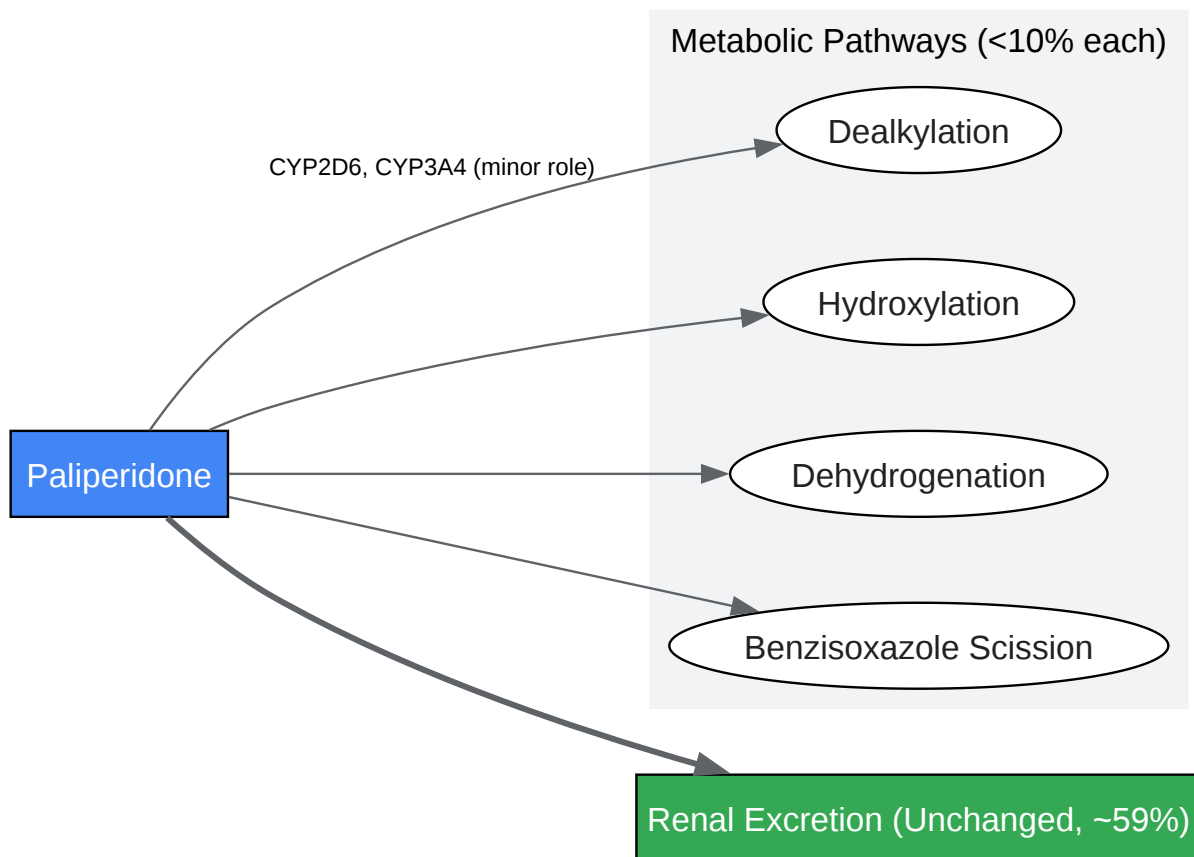 Metabolic Pathways (<10% each)
Dealkylation
CYP2D6, CYP3A4 (minor role)
Hydroxylation
Paliperidone
Dehydrogenation
Benzisoxazole Scission
Renal Excretion (Unchanged, ~59%)